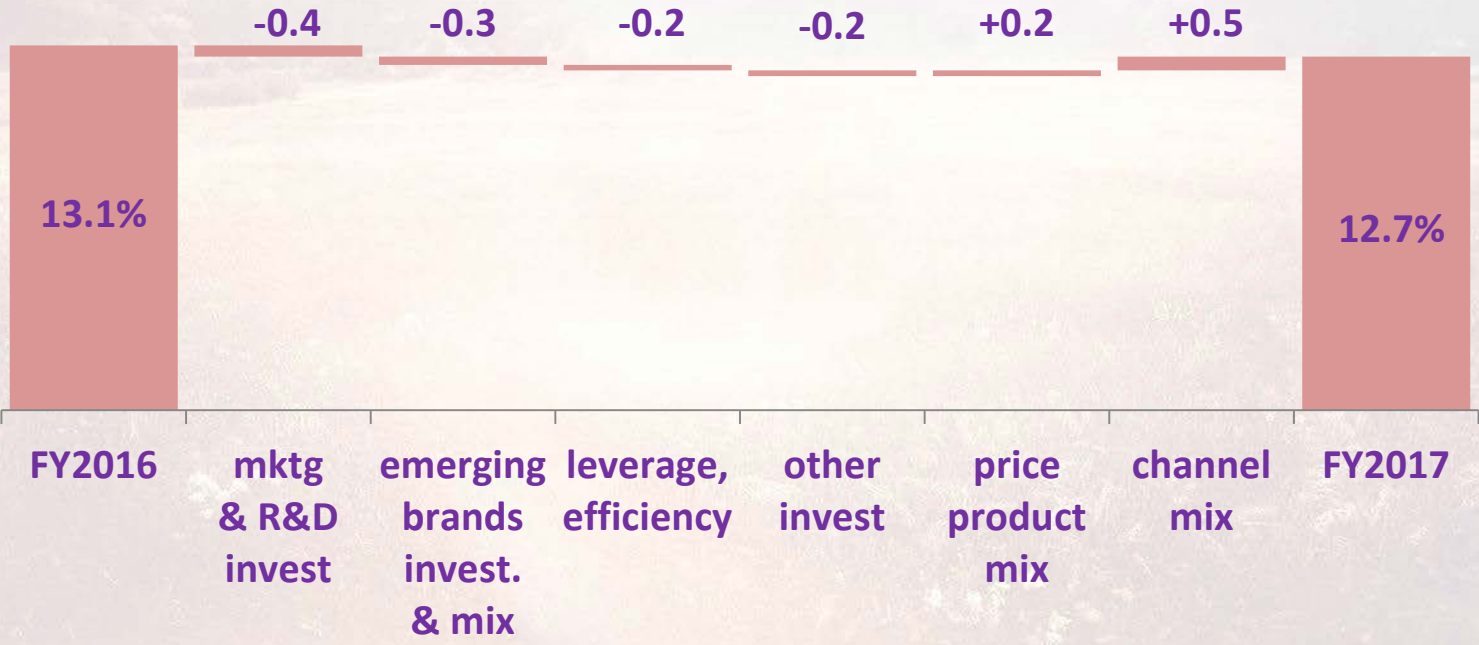 -0.4
-0.3
-0.2
-0.2
+0.2
+0.5
13.1%
12.7%
FY2016
mktg
& R&D
invest
emerging
brands
invest.
& mix
leverage,
efficiency
other
invest
price
product
mix
channel
mix
FY2017